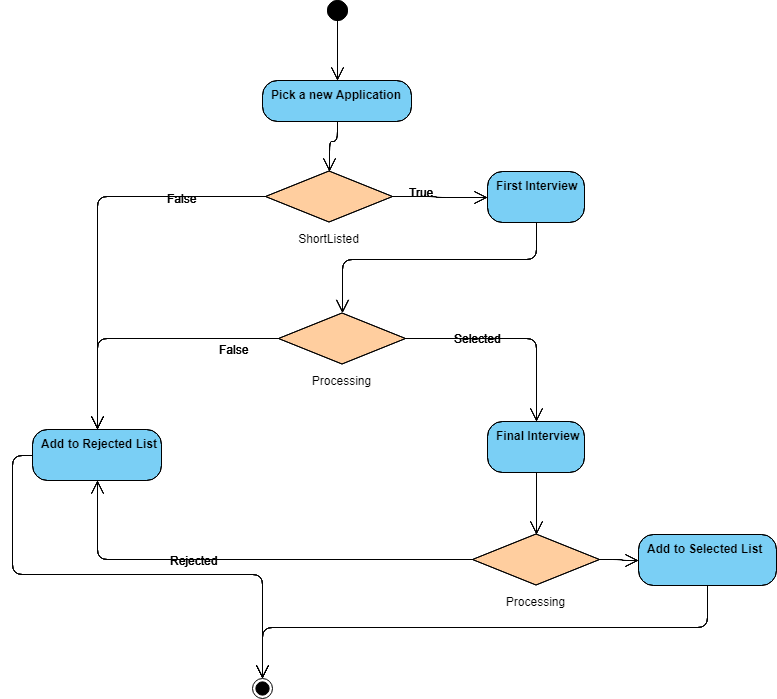 Pick a new Application
False
True
First Interview
ShortListed
False
Selected
Processing
Add to Rejected List
Final Interview
Rejected
Add to Selected List
Processing